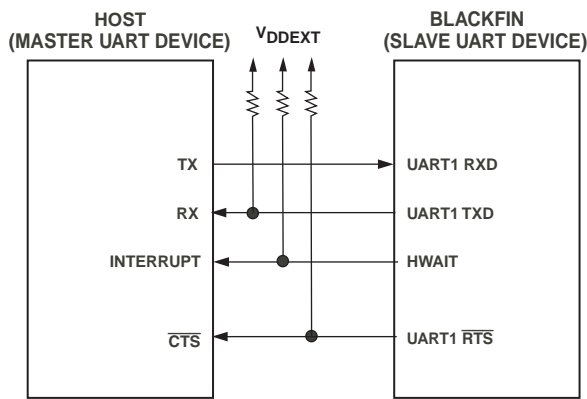 HOST
(MASTER UART DEVICE)
VDDEXT
BLACKFIN
(SLAVE UART DEVICE)
TX
UART1 RXD
RX
UART1 TXD
INTERRUPT
HWAIT
CTS
UART1 RTS